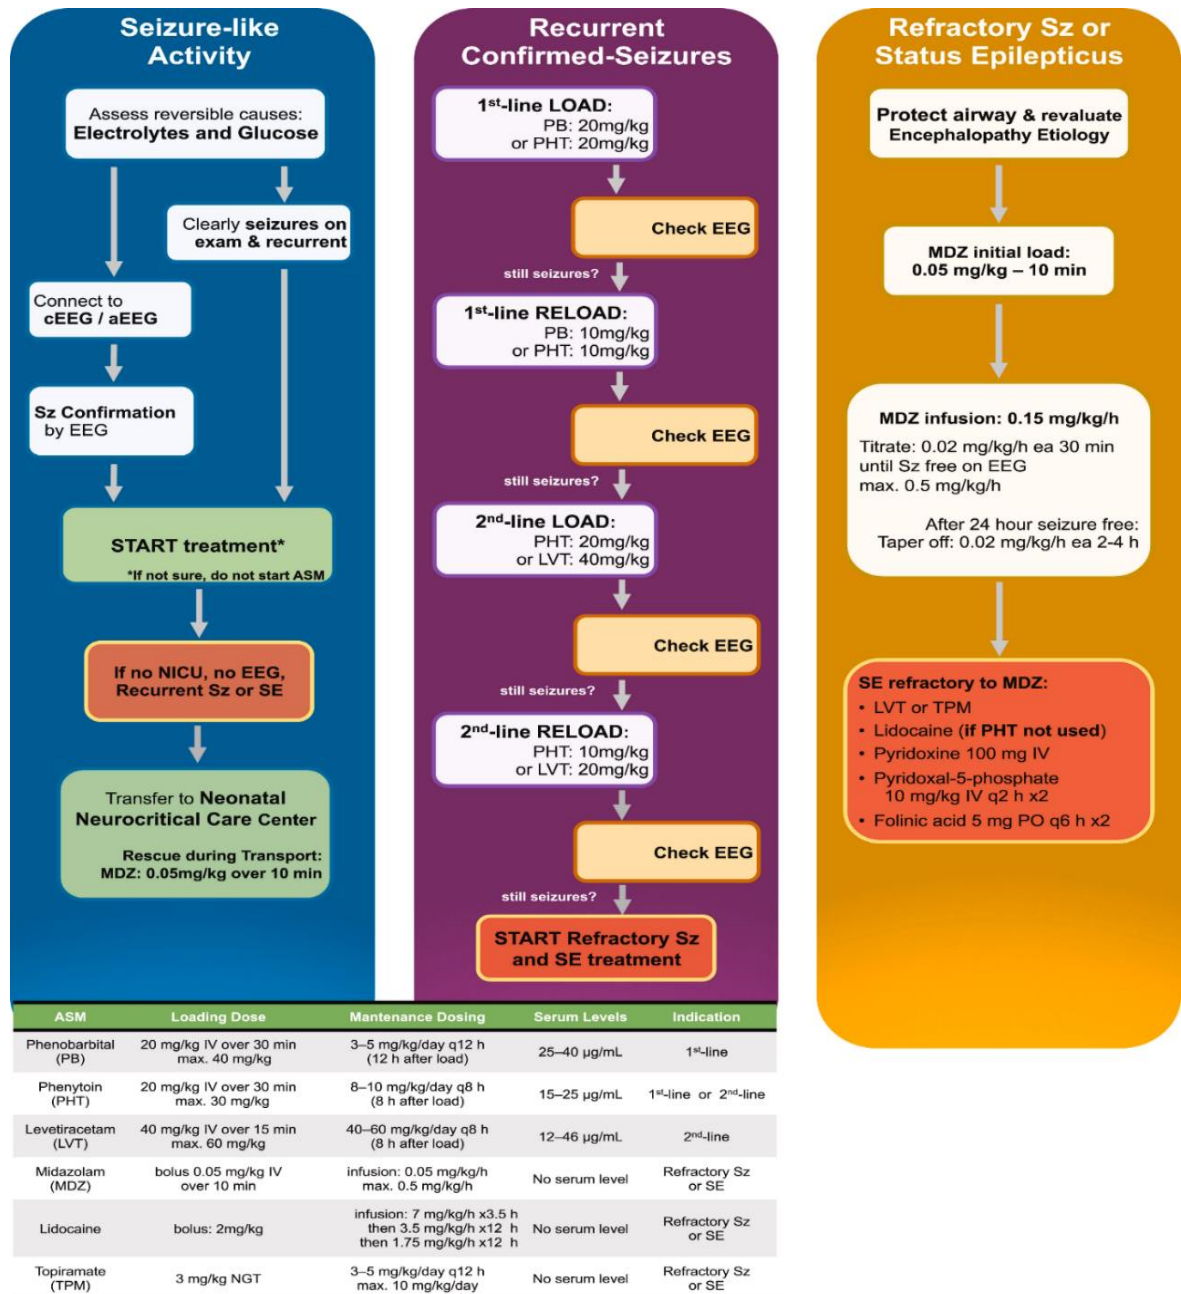 Seizure-like
Activity
Assess reversible causes:
Electrolytes and Glucose
Clearly seizures on
exam & recurrent
Connect to
cEEG / aEEG
Sz Confirmation
by EEG
START treatment*
*If not sure, do not start ASM
If no NICU, no EEG,
Recurrent Sz or SE
Transfer to Neonatal
Neurocritical Care Center
Rescue during Transport:
MDZ: 0.05mg/kg over 10 min
Recurrent
Confirmed-Seizures
1st-line LOAD:
PB: 20mg/kg
or PHT: 20mg/kg
Check EEG
still seizures?
1st-line RELOAD:
PB: 10mg/kg
or PHT: 10mg/kg
Check EEG
still seizures?
2nd-line LOAD:
PHT: 20mg/kg
or LVT: 40mg/kg
Check EEG
still seizures?
2nd-line RELOAD:
PHT: 10mg/kg
or LVT: 20mg/kg
Check EEG
still seizures?
START Refractory Sz
and SE treatment
Refractory Sz or
Status Epilepticus
Protect airway & revaluate
Encephalopathy Etiology
MDZ initial load:
0.05 mg/kg – 10 min
MDZ infusion: 0.15 mg/kg/h
Titrate: 0.02 mg/kg/h ea 30 min
until Sz free on EEG
max. 0.5 mg/kg/h
After 24 hour seizure free:
Taper off: 0.02 mg/kg/h ea 2-4 h
SE refractory to MDZ:
• LVT or TPM
• Lidocaine (if PHT not used)
• Pyridoxine 100 mg IV
• Pyridoxal-5-phosphate
10 mg/kg IV q2 h x2
• Folinic acid 5 mg PO q6 h x2
ASM Loading Dose Mantenance Dosing Serum Levels Indication
Phenobarbital (PB) 20 mg/kg IV over 30 min max. 40 mg/kg 3–5 mg/kg/day q12 h (12 h after load) 25–40 µg/mL 1st-line
Phenytoin (PHT) 20 mg/kg IV over 30 min max. 30 mg/kg 8–10 mg/kg/day q8 h (8 h after load) 15–25 µg/mL 1st-line or 2nd-line
Levetiracetam (LVT) 40 mg/kg IV over 15 min max. 60 mg/kg 40–60 mg/kg/day q8 h (8 h after load) 12–46 µg/mL 2nd-line
Midazolam (MDZ) bolus 0.05 mg/kg IV over 10 min infusion: 0.05 mg/kg/h max. 0.5 mg/kg/h No serum level Refractory Sz or SE
Lidocaine bolus: 2mg/kg infusion: 7 mg/kg/h x3.5 h then 3.5 mg/kg/h x12 h then 1.75 mg/kg/h x12 h No serum level Refractory Sz or SE
Topiramate (TPM) 3 mg/kg NGT 3–5 mg/kg/day q12 h max. 10 mg/kg/day No serum level Refractory Sz or SE